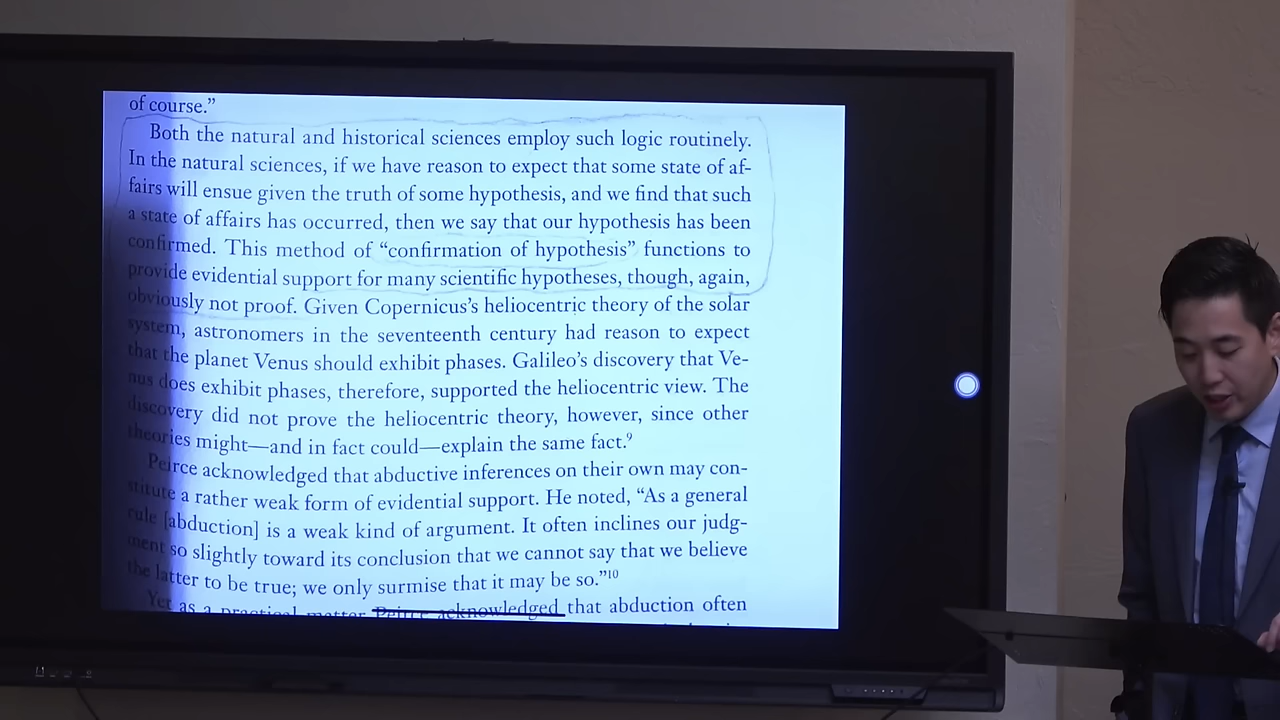 of course.”
Both the natural and historical sciences employ such logic routinely.
In the natural sciences, if we have reason to expect that some state of af-
fairs will ensue given the truth of some hypothesis, and we find that such
a state of affairs has occurred, then we say that our hypothesis has been
confirmed. This method of “confirmation of hypothesis” functions to
provide evidential support for many scientific hypotheses, though, again,
obviously not proof. Given Copernicus’s heliocentric theory of the solar
system, astronomers in the seventeenth century had reason to expect
that the planet Venus should exhibit phases. Galileo’s discovery that Ve-
nus does exhibit phases, therefore, supported the heliocentric view. The
discovery did not prove the heliocentric theory, however, since other
theories might—and in fact could—explain the same fact.⁹
Peirce acknowledged that abductive inferences on their own may con-
stitute a rather weak form of evidential support. He noted, “As a general
rule [abduction] is a weak kind of argument. It often inclines our judg-
ment so slightly toward its conclusion that we cannot say that we believe
the latter to be true; we only surmise that it may be so.”¹⁰
Yet as a practical matter Peirce acknowledged that abduction often